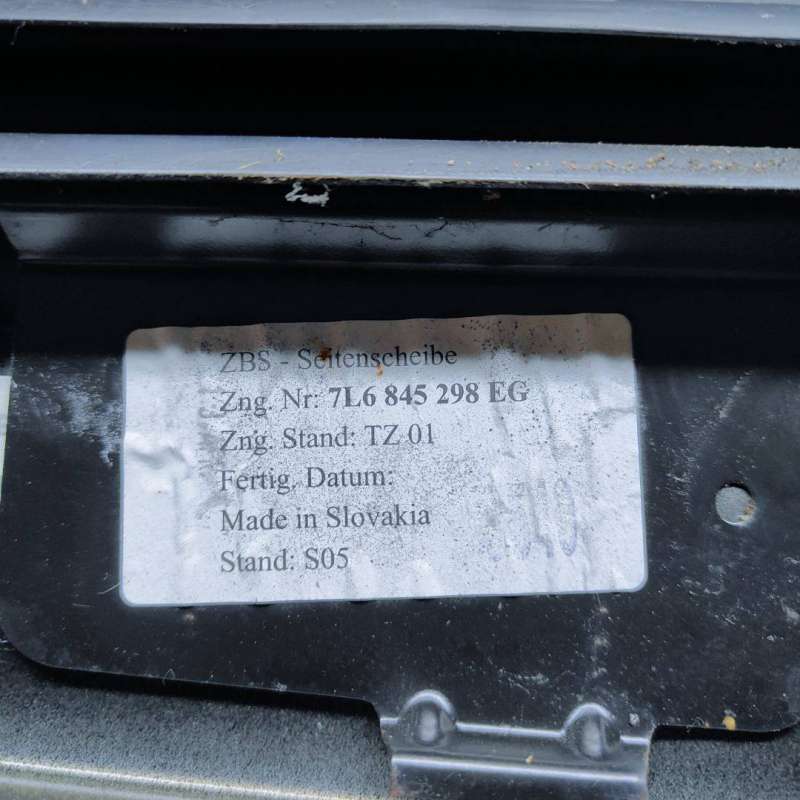 ZBS - Seitenscheibe
Zng. Nr: 7L6 845 298 EG
Zng. Stand: TZ 01
Fertig. Datum:
Made in Slovakia
Stand: S05